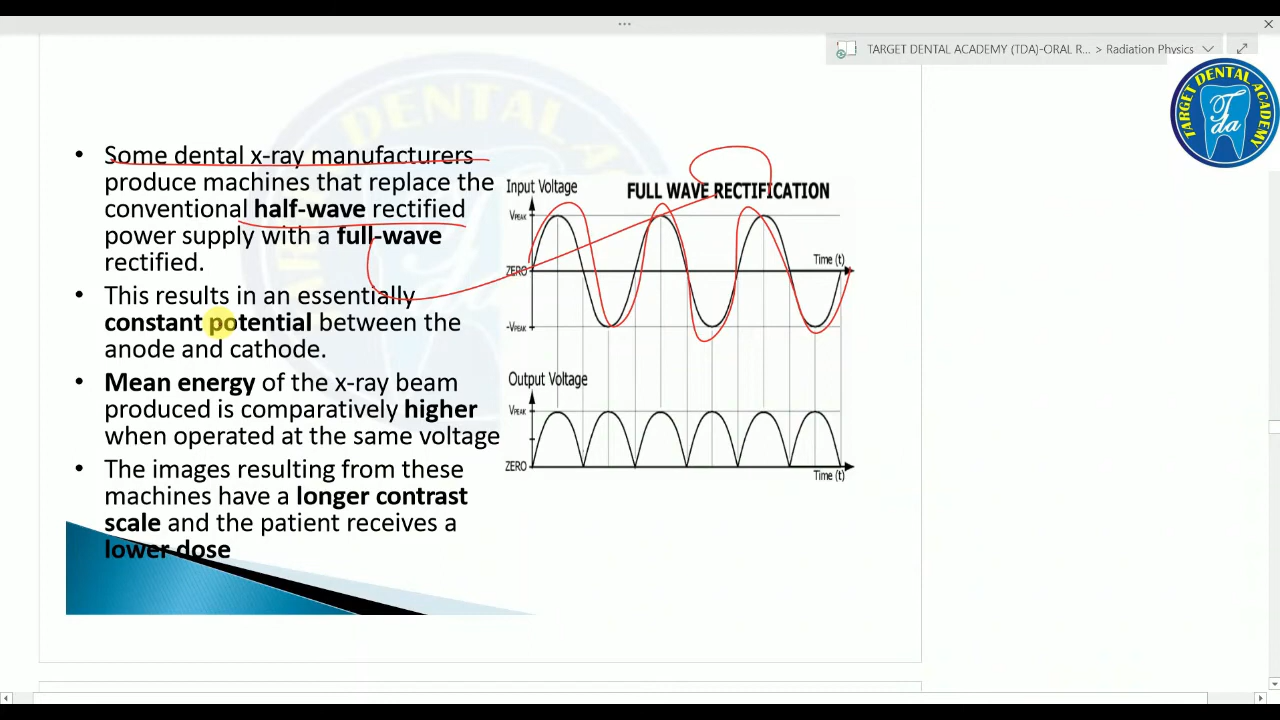 TARGET DENTAL ACADEMY (TDA)-ORAL R... > Radiation Physics
TARGET DENTAL ACADEMY
Tda
DENTAL ACADEMY
• Some dental x-ray manufacturers
produce machines that replace the
conventional half-wave rectified
power supply with a full-wave
rectified.
• This results in an essentially
constant potential between the
anode and cathode.
• Mean energy of the x-ray beam
produced is comparatively higher
when operated at the same voltage
• The images resulting from these
machines have a longer contrast
scale and the patient receives a
lower dose
FULL WAVE RECTIFICATION
Input Voltage
VPEAK
Time (t)
ZERO
-VPEAK
Output Voltage
VPEAK
ZERO
Time (t)